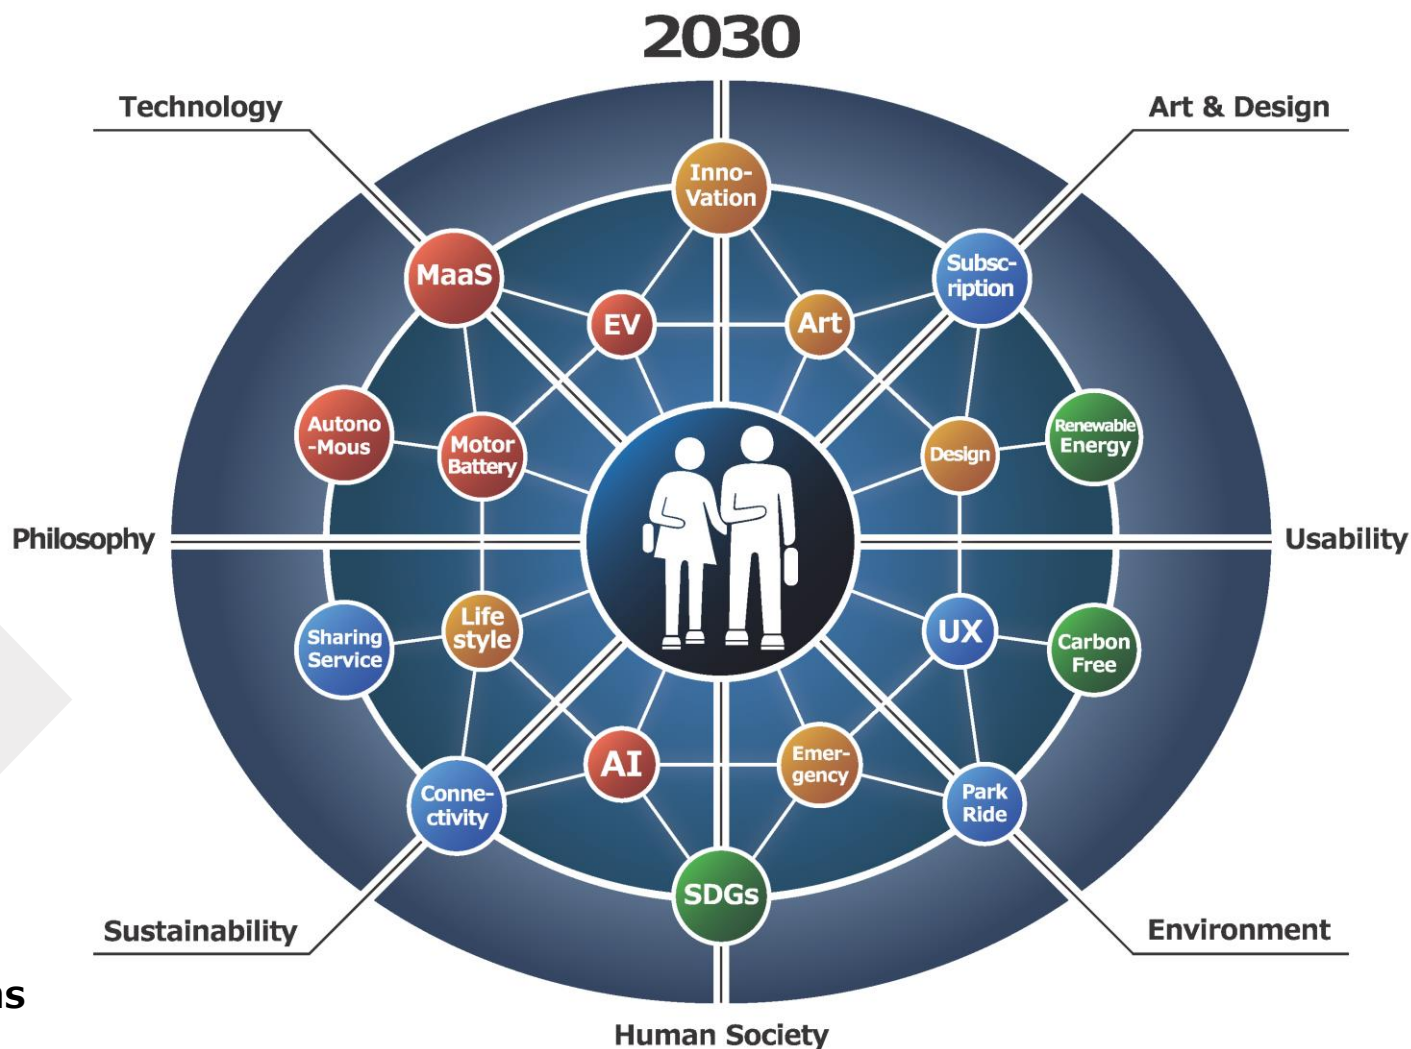 2030
Technology
Art & Design
Inno-
Vation
MaaS
Subsc-
ription
EV
Art
Autono
-Mous
Motor
Battery
Design
Renewable
Energy
Philosophy
Usability
Sharing
Service
Life
style
UX
Carbon
Free
AI
Emer-
gency
Conne-
ctivity
Park
Ride
SDGs
Sustainability
Environment
Human Society